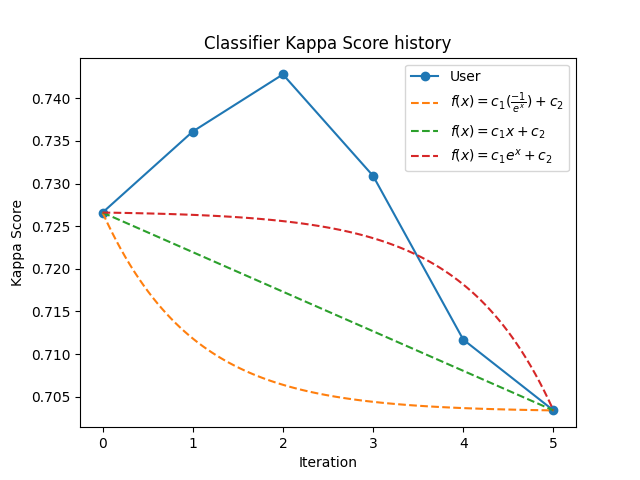 Classifier Kappa Score history
User
f(x) = c₁(-1/eˣ) + c₂
f(x) = c₁x + c₂
f(x) = c₁eˣ + c₂
0.740
0.735
0.730
0.725
0.720
0.715
0.710
0.705
Kappa Score
0 1 2 3 4 5
Iteration